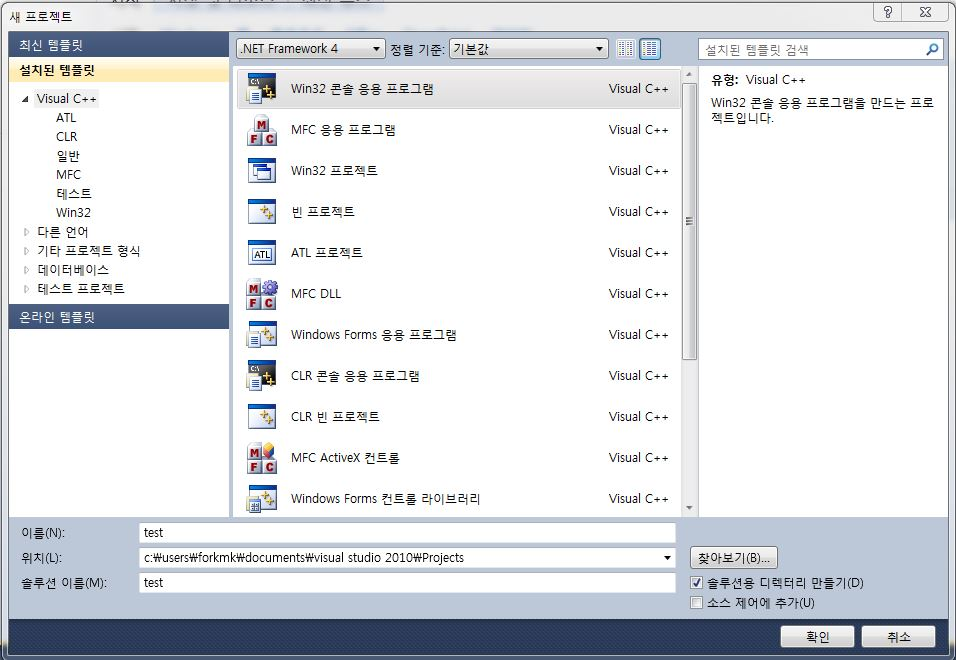 새 프로젝트
최신 템플릿
설치된 템플릿
Visual C++
ATL
CLR
일반
MFC
테스트
Win32
다른 언어
기타 프로젝트 형식
데이터베이스
테스트 프로젝트
온라인 템플릿
.NET Framework 4 정렬 기준: 기본값
Win32 콘솔 응용 프로그램 Visual C++
MFC 응용 프로그램 Visual C++
Win32 프로젝트 Visual C++
빈 프로젝트 Visual C++
ATL 프로젝트 Visual C++
MFC DLL Visual C++
Windows Forms 응용 프로그램 Visual C++
CLR 콘솔 응용 프로그램 Visual C++
CLR 빈 프로젝트 Visual C++
MFC ActiveX 컨트롤 Visual C++
Windows Forms 컨트롤 라이브러리 Visual C++
설치된 템플릿 검색
유형: Visual C++
Win32 콘솔 응용 프로그램을 만드는 프로
젝트입니다.
이름(N): test
위치(L): c:₩users₩forkmk₩documents₩visual studio 2010₩Projects 찾아보기(B)...
솔루션 이름(M): test
솔루션용 디렉터리 만들기(D)
소스 제어에 추가(U)
확인 취소